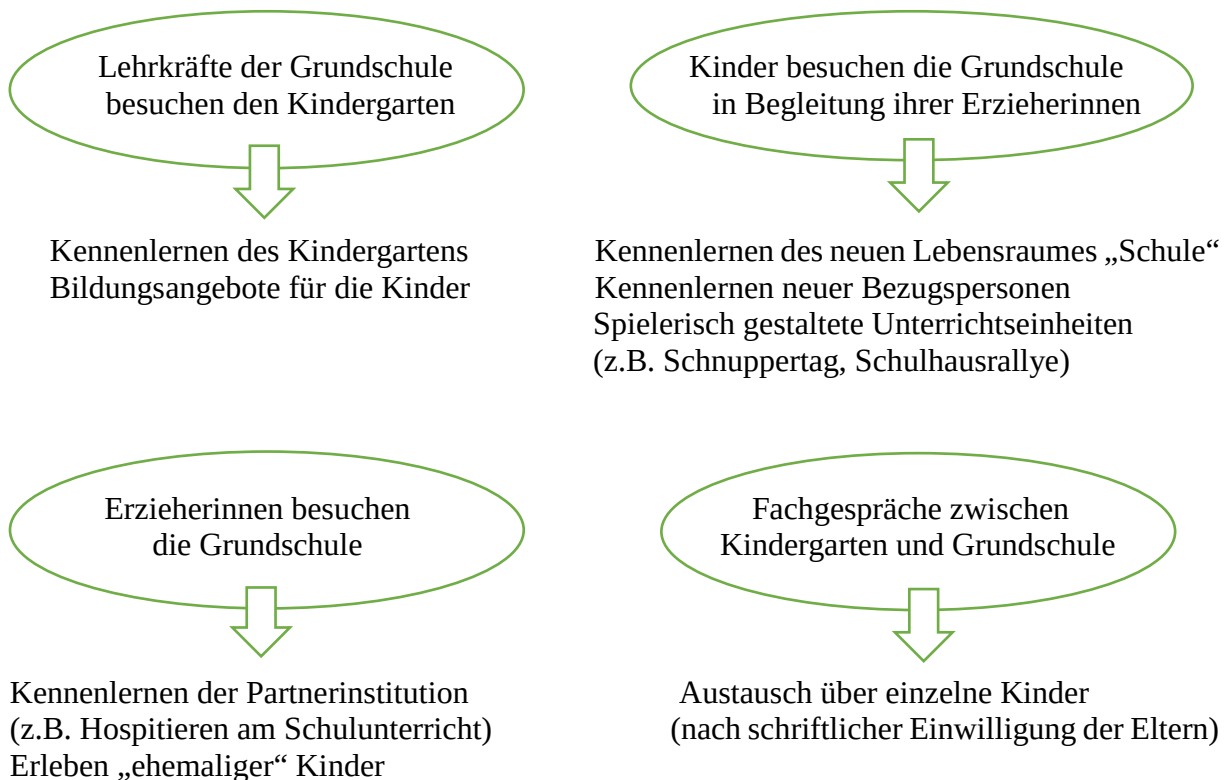 Lehrkräfte der Grundschule
besuchen den Kindergarten
Kennenlernen des Kindergartens
Bildungsangebote für die Kinder
Kinder besuchen die Grundschule
in Begleitung ihrer Erzieherinnen
Kennenlernen des neuen Lebensraumes „Schule“
Kennenlernen neuer Bezugspersonen
Spielerisch gestaltete Unterrichtseinheiten
(z.B. Schnuppertag, Schulhausrallye)
Erzieherinnen besuchen
die Grundschule
Kennenlernen der Partnerinstitution
(z.B. Hospitieren am Schulunterricht)
Erleben „ehemaliger“ Kinder
Fachgespräche zwischen
Kindergarten und Grundschule
Austausch über einzelne Kinder
(nach schriftlicher Einwilligung der Eltern)